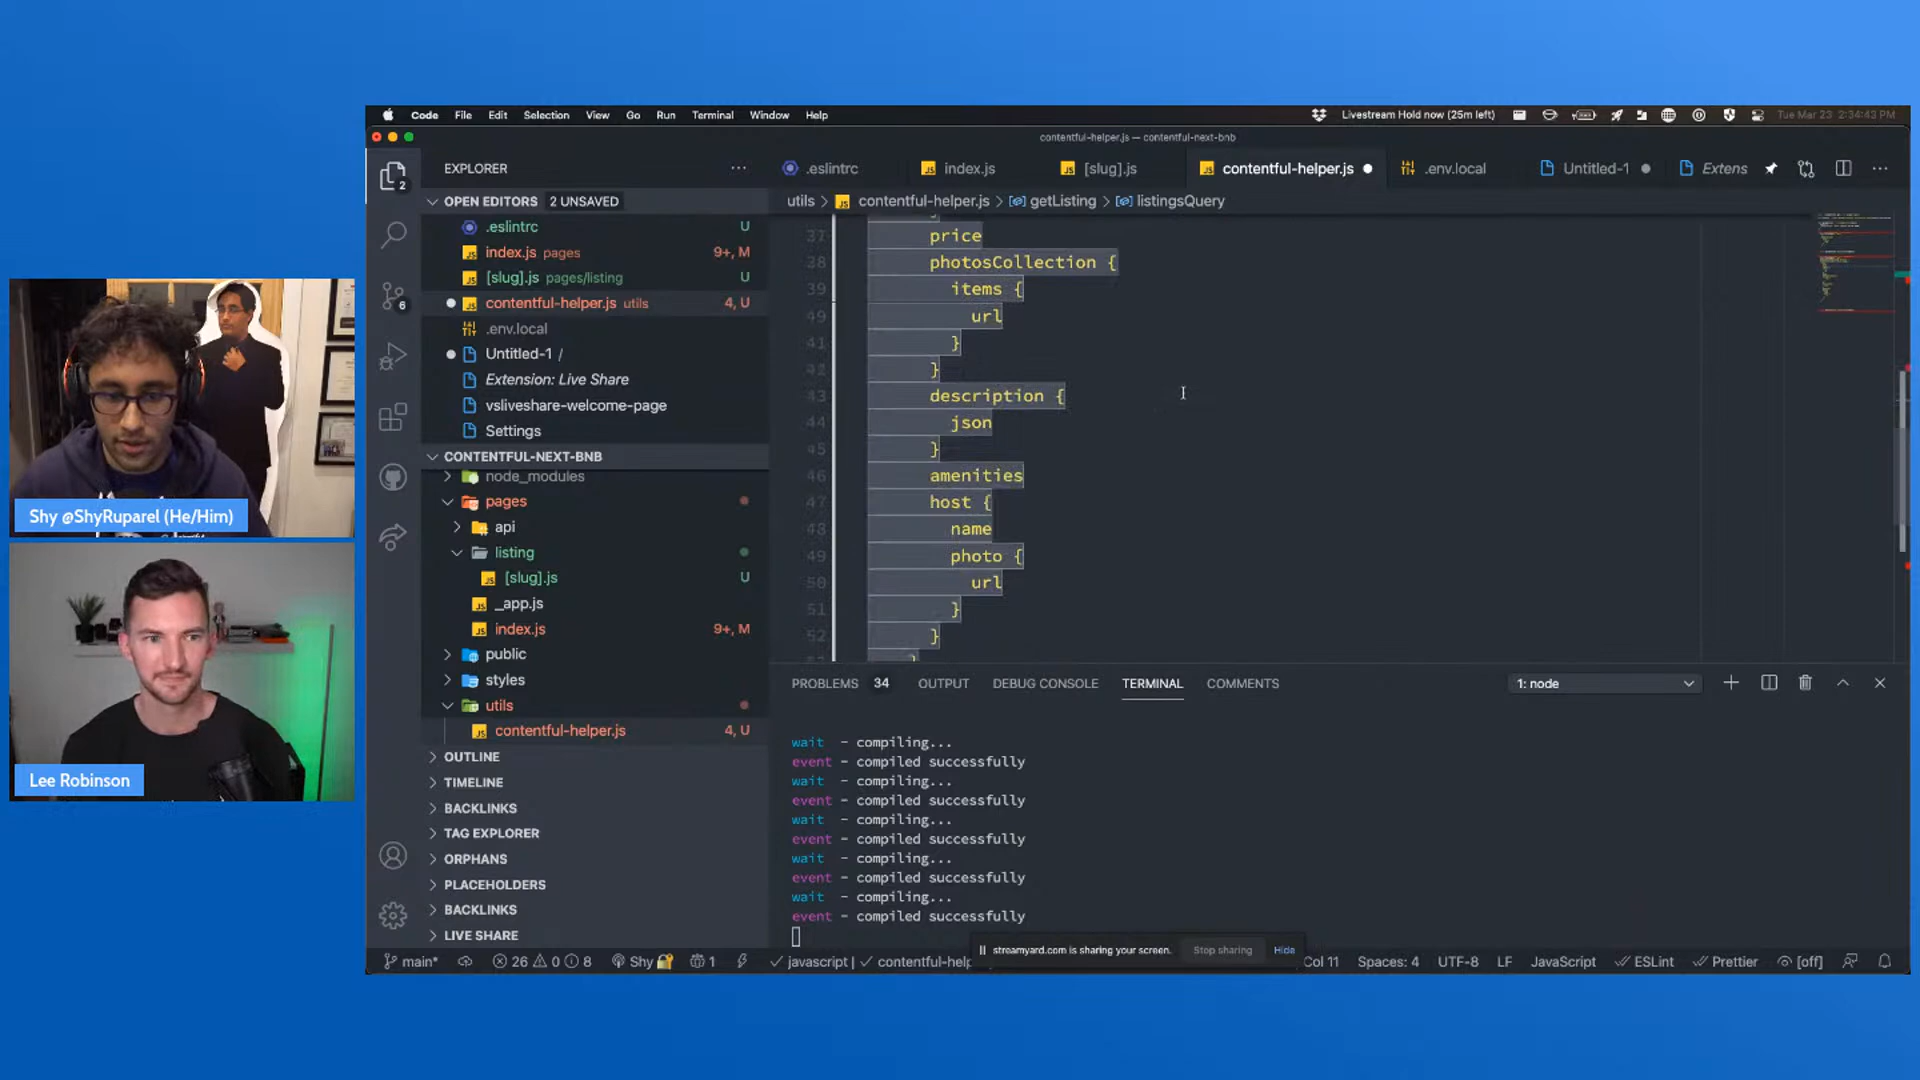 Code File Edit Selection View Go Run Terminal Window Help
Livestream Hold now (25m left)
Tue Mar 23 2:34:43 PM
contentful-helper.js — contentful-next-bnb
EXPLORER
.eslintrc
index.js
[slug].js
contentful-helper.js
.env.local
Untitled-1
Extens
utils > contentful-helper.js > getListing > listingsQuery
2
6
OPEN EDITORS 2 UNSAVED
.eslintrc U
index.js pages 9+, M
[slug].js pages/listing U
contentful-helper.js utils 4, U
.env.local
Untitled-1 /
Extension: Live Share
vsliveshare-welcome-page
Settings
CONTENTFUL-NEXT-BNB
node_modules
pages
api
listing
[slug].js U
_app.js
index.js 9+, M
public
styles
utils
contentful-helper.js 4, U
OUTLINE
TIMELINE
BACKLINKS
TAG EXPLORER
ORPHANS
PLACEHOLDERS
BACKLINKS
LIVE SHARE
37 price
38 photosCollection {
39 items {
url
41 }
42 }
43 description {
44 json
45 }
46 amenities
47 host {
48 name
49 photo {
50 url
51 }
52 }
PROBLEMS 34 OUTPUT DEBUG CONSOLE TERMINAL COMMENTS
1: node
wait - compiling...
event - compiled successfully
wait - compiling...
event - compiled successfully
wait - compiling...
event - compiled successfully
wait - compiling...
event - compiled successfully
wait - compiling...
event - compiled successfully
streamyard.com is sharing your screen. Stop sharing Hide
main* 26 0 8 Shy 1 javascript | contentful-help Col 11 Spaces: 4 UTF-8 LF JavaScript ESLint Prettier [off]
Shy @ShyRuparel (He/Him)
Lee Robinson